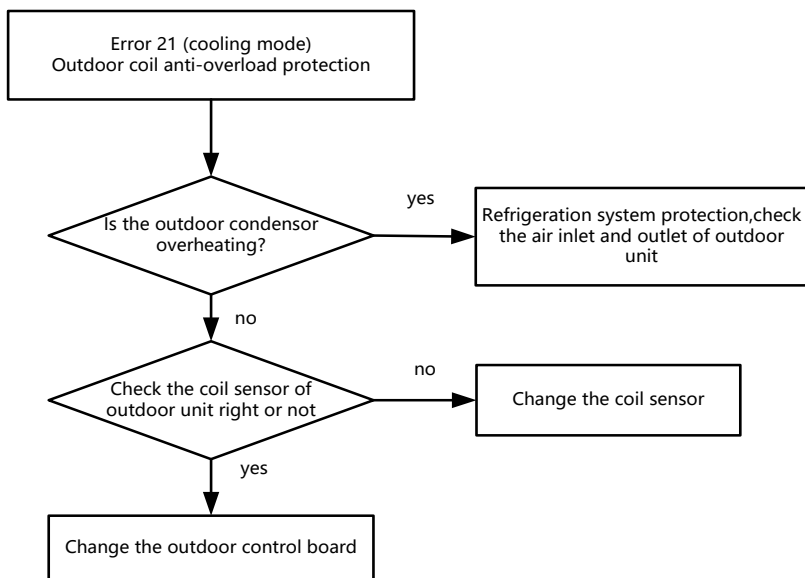 Error 21 (cooling mode)
Outdoor coil anti-overload protection
Is the outdoor condensor
overheating?
yes
Refrigeration system protection,check
the air inlet and outlet of outdoor
unit
no
Check the coil sensor of
outdoor unit right or not
no
Change the coil sensor
yes
Change the outdoor control board